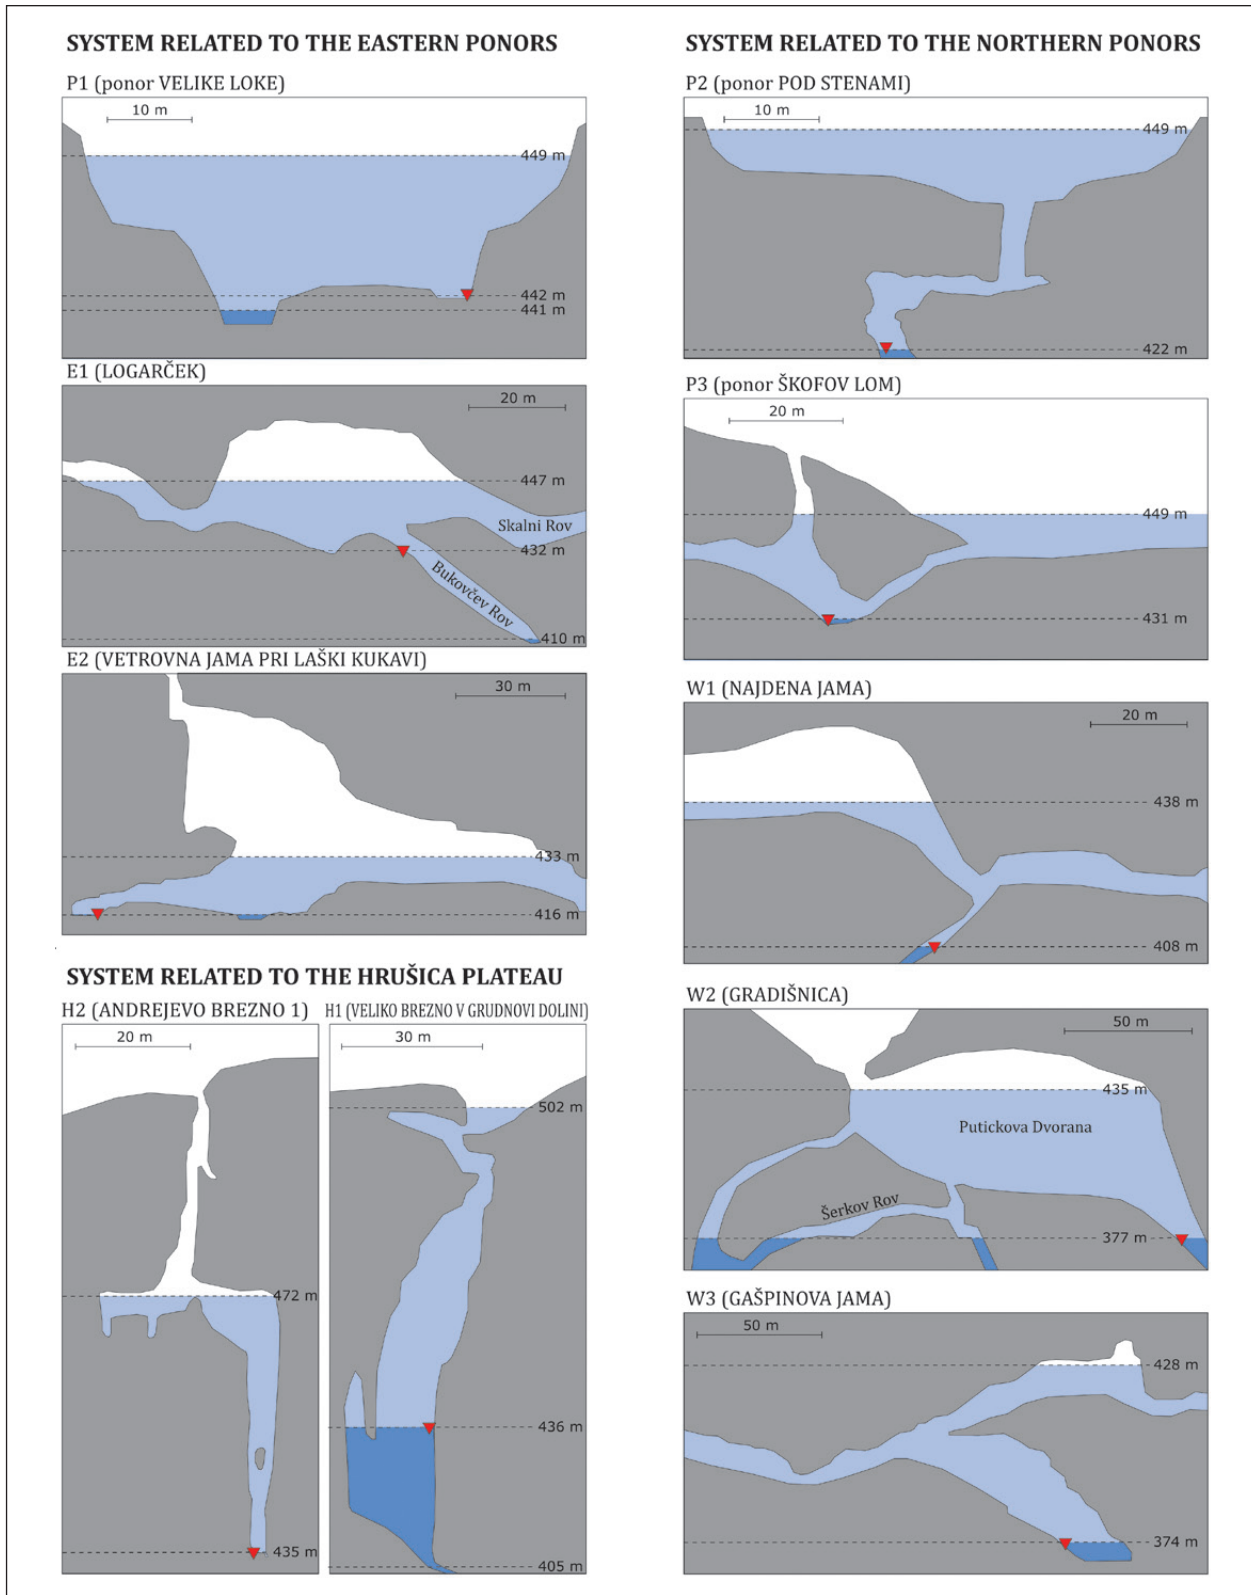 SYSTEM RELATED TO THE EASTERN PONORS
P1 (ponor VELIKE LOKE)
10 m
449 m
442 m
441 m
E1 (LOGARČEK)
20 m
447 m
Skalni Rov
432 m
Bukovčev Rov
410 m
E2 (VETROVNA JAMA PRI LAŠKI KUKAVI)
30 m
433 m
416 m
SYSTEM RELATED TO THE HRUŠICA PLATEAU
H2 (ANDREJEVO BREZNO 1)
20 m
472 m
435 m
H1 (VELIKO BREZNO V GRUDNOVI DOLINI)
30 m
502 m
436 m
405 m
SYSTEM RELATED TO THE NORTHERN PONORS
P2 (ponor POD STENAMI)
10 m
449 m
422 m
P3 (ponor ŠKOFOV LOM)
20 m
449 m
431 m
W1 (NAJDENA JAMA)
20 m
438 m
408 m
W2 (GRADIŠNICA)
50 m
435 m
Putickova Dvorana
Šerkov Rov
377 m
W3 (GAŠPINOVA JAMA)
50 m
428 m
374 m